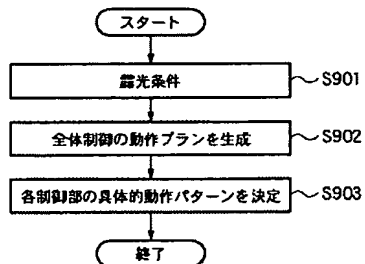 スタート
露光条件
S901
全体制御の動作プランを生成
S902
各制御部の具体的動作パターンを決定
S903
終了